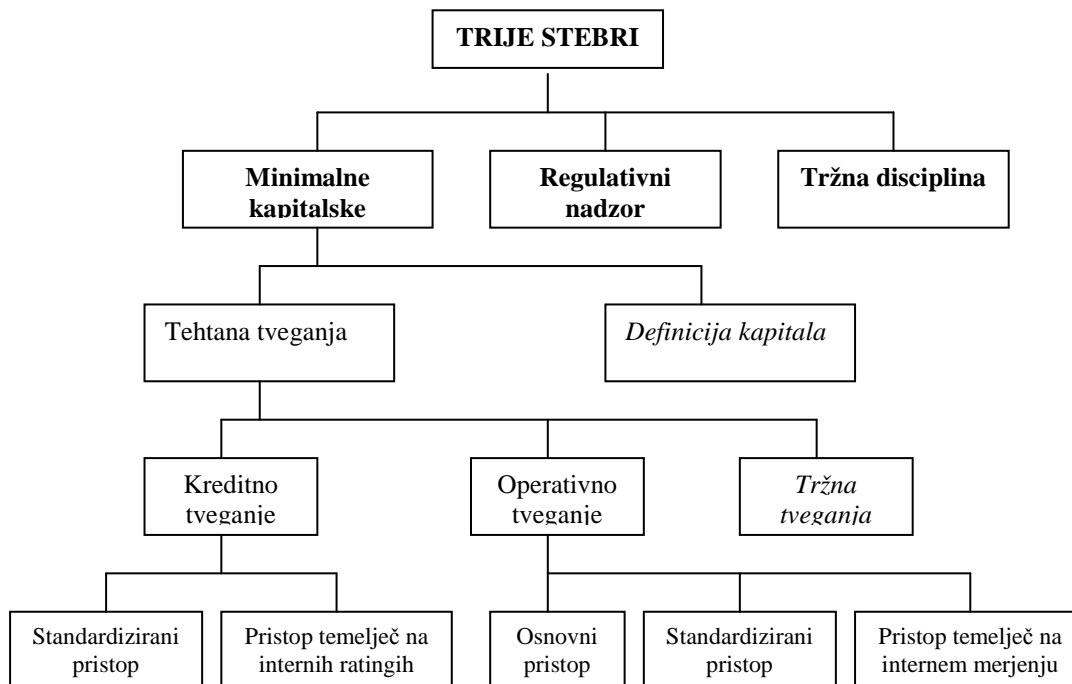 TRIJE STEBRI
Minimalne
kapitalske
Regulativni
nadzor
Tržna disciplina
Tehtana tveganja
Definicija kapitala
Kreditno
tveganje
Operativno
tveganje
Tržna
tveganja
Standardizirani
pristop
Pristop temelječ na
internih ratingih
Osnovni
pristop
Standardizirani
pristop
Pristop temelječ na
internem merjenju